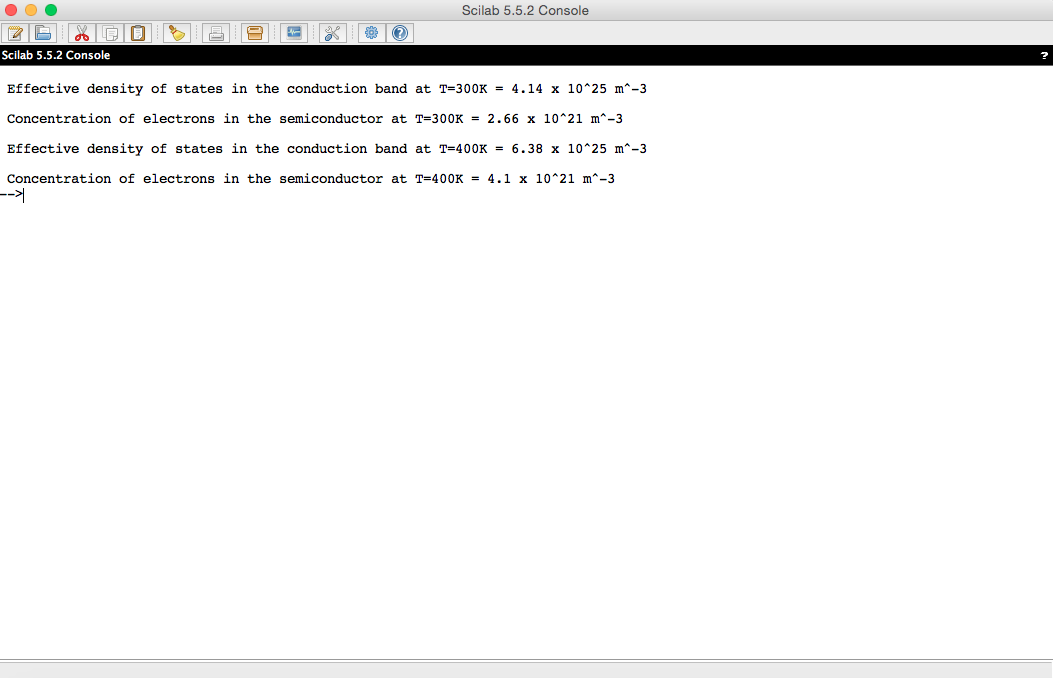 Scilab 5.5.2 Console
Scilab 5.5.2 Console ?
Effective density of states in the conduction band at T=300K = 4.14 x 10^25 m^-3
Concentration of electrons in the semiconductor at T=300K = 2.66 x 10^21 m^-3
Effective density of states in the conduction band at T=400K = 6.38 x 10^25 m^-3
Concentration of electrons in the semiconductor at T=400K = 4.1 x 10^21 m^-3
-->